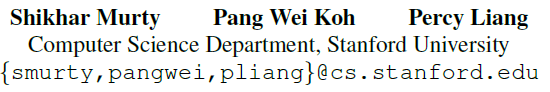 Shikhar Murty Pang Wei Koh Percy Liang
Computer Science Department, Stanford University
{smurty,pangwei,pliang}@cs.stanford.edu